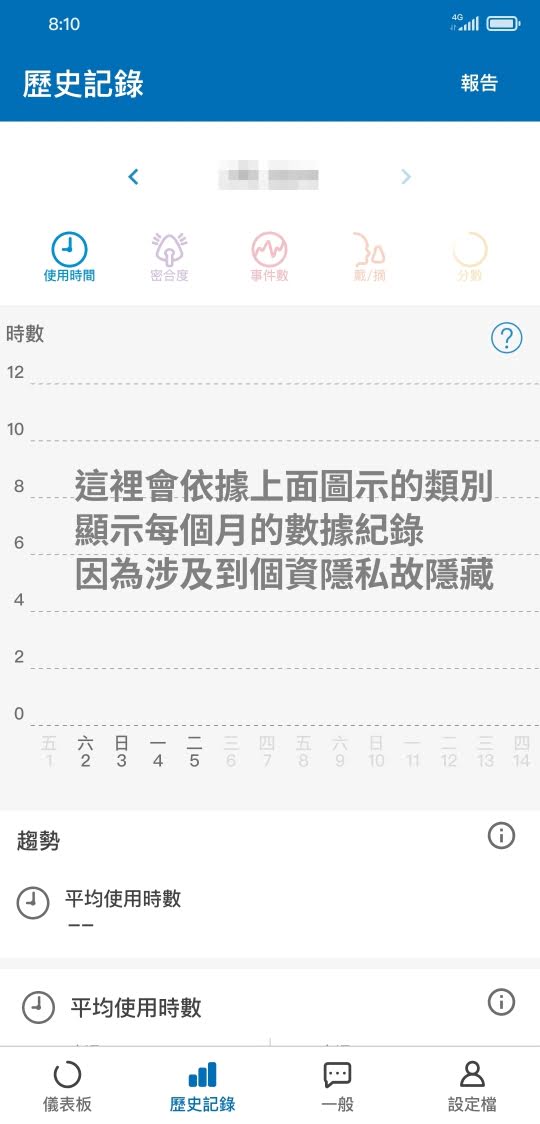 8:10
4G
歷史記錄
報告
使用時間
密合度
事件數
戴/摘
分數
時數
?
12
10
8
6
4
2
0
這裡會依據上面圖示的類別
顯示每個月的數據紀錄
因為涉及到個資隱私故隱藏
五 六 日 一 二 三 四 五 六 日 一 二 三 四
1 2 3 4 5 6 7 8 9 10 11 12 13 14
趨勢
平均使用時數
––
平均使用時數
儀表板
歷史記錄
一般
設定檔